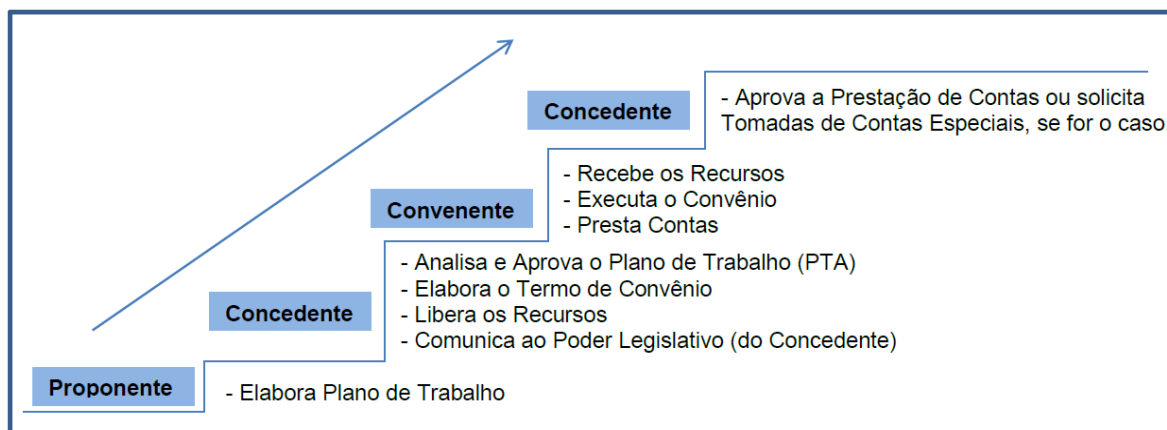 Concedente
- Aprova a Prestação de Contas ou solicita
Tomadas de Contas Especiais, se for o caso
Convenente
- Recebe os Recursos
- Executa o Convênio
- Presta Contas
Concedente
- Analisa e Aprova o Plano de Trabalho (PTA)
- Elabora o Termo de Convênio
- Libera os Recursos
- Comunica ao Poder Legislativo (do Concedente)
Proponente
- Elabora Plano de Trabalho